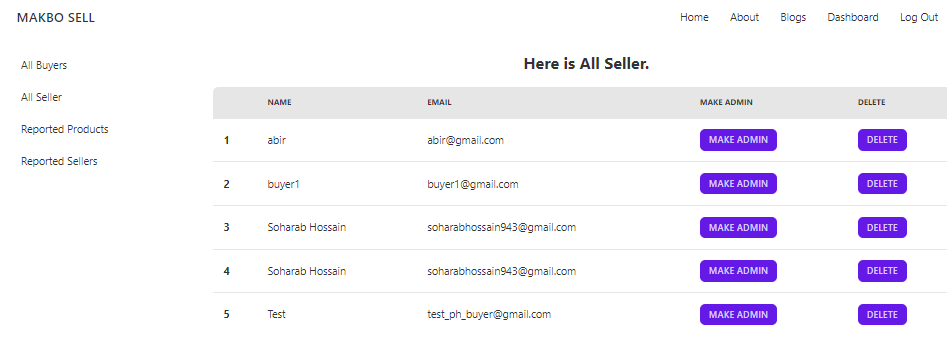 MAKBO SELL Home About Blogs Dashboard Log Out
All Buyers
All Seller
Reported Products
Reported Sellers
Here is All Seller.
NAME EMAIL MAKE ADMIN DELETE
1 abir abir@gmail.com MAKE ADMIN DELETE
2 buyer1 buyer1@gmail.com MAKE ADMIN DELETE
3 Soharab Hossain soharabhossain943@gmail.com MAKE ADMIN DELETE
4 Soharab Hossain soharabhossain943@gmail.com MAKE ADMIN DELETE
5 Test test_ph_buyer@gmail.com MAKE ADMIN DELETE